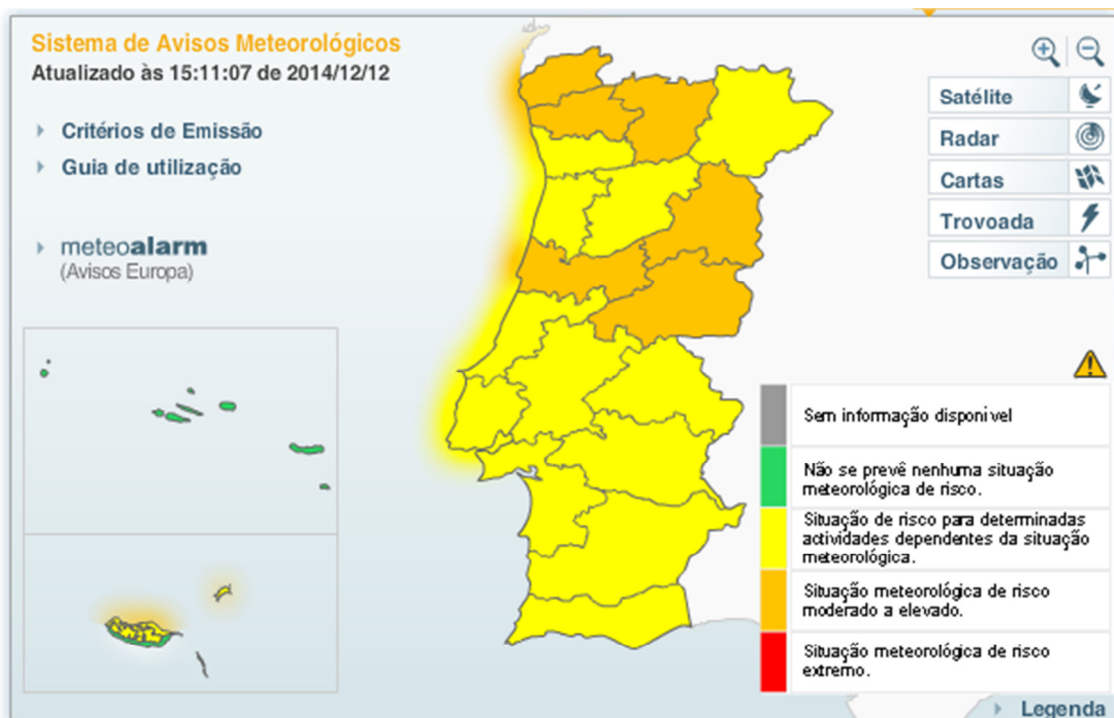 Sistema de Avisos Meteorológicos
Atualizado às 15:11:07 de 2014/12/12
Critérios de Emissão
Guia de utilização
meteoalarm
(Avisos Europa)
Satélite
Radar
Cartas
Trovoada
Observação
Sem informação disponivel
Não se prevê nenhuma situação
meteorológica de risco.
Situação de risco para determinadas
actividades dependentes da situação
meteorológica.
Situação meteorológica de risco
moderado a elevado.
Situação meteorológica de risco
extremo.
Legenda